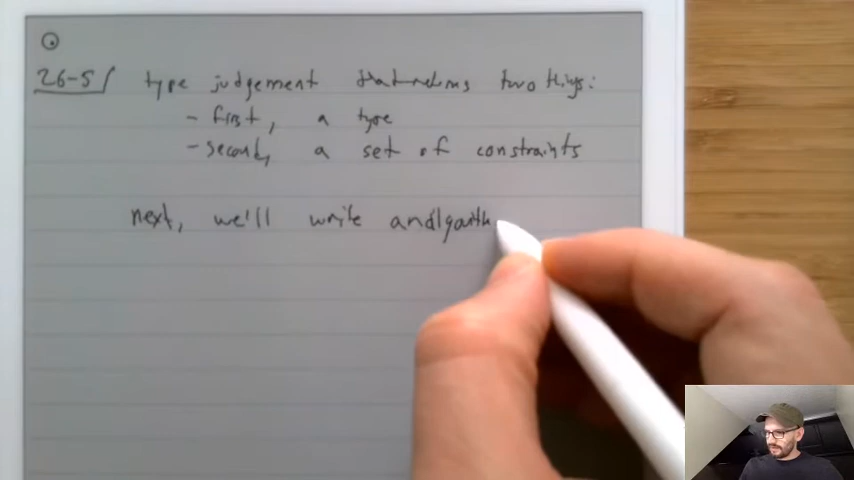 26-5/ type judgement that returns two things:
- first, a type
- second, a set of constraints
next, we'll write an algorith